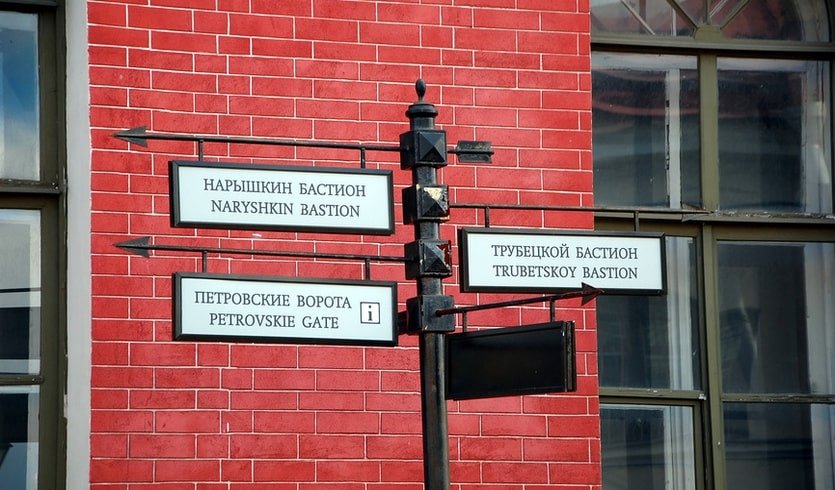 НАРЫШКИН БАСТИОН
NARYSHKIN BASTION
ТРУБЕЦКОЙ БАСТИОН
TRUBETSKOY BASTION
ПЕТРОВСКИЕ ВОРОТА
PETROVSKIE GATE
i